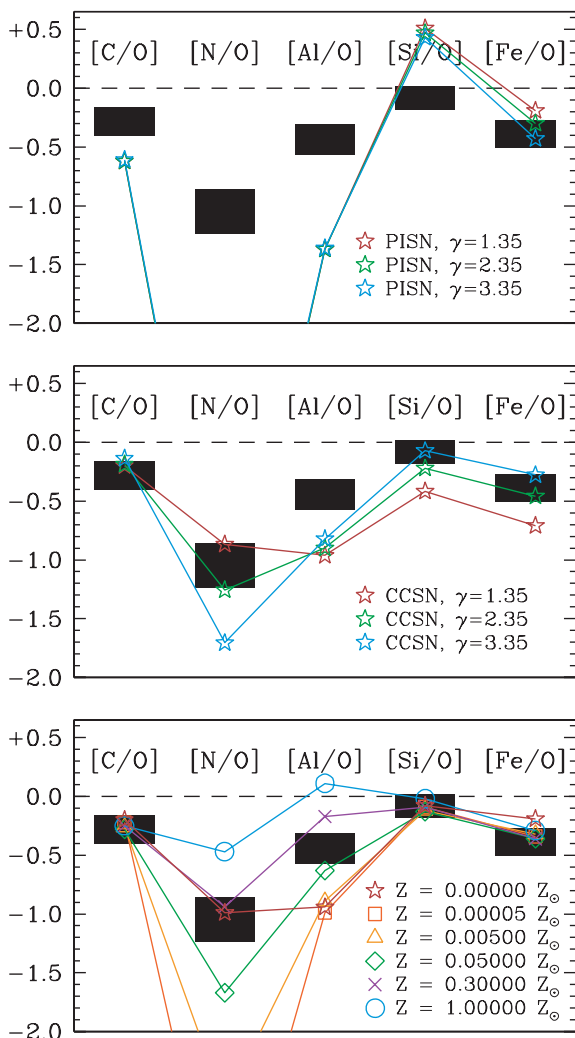 +0.5
[C/O] [N/O] [Al/O] [Si/O] [Fe/O]
0.0
−0.5
−1.0
PISN, γ=1.35
−1.5
PISN, γ=2.35
PISN, γ=3.35
−2.0
+0.5
[C/O] [N/O] [Al/O] [Si/O] [Fe/O]
0.0
−0.5
−1.0
CCSN, γ=1.35
−1.5
CCSN, γ=2.35
CCSN, γ=3.35
−2.0
+0.5
[C/O] [N/O] [Al/O] [Si/O] [Fe/O]
0.0
−0.5
Z = 0.00000 Z⊙
−1.0
Z = 0.00005 Z⊙
Z = 0.00500 Z⊙
Z = 0.05000 Z⊙
−1.5
Z = 0.30000 Z⊙
Z = 1.00000 Z⊙
−2.0